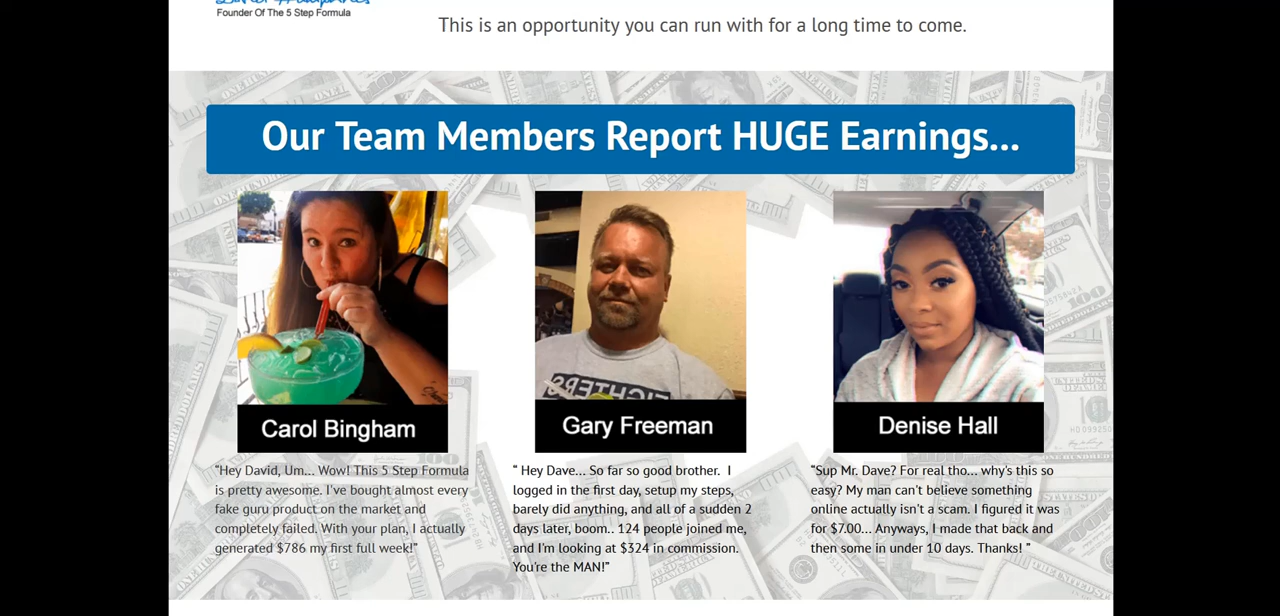 Founder Of The 5 Step Formula
This is an opportunity you can run with for a long time to come.
Our Team Members Report HUGE Earnings...
Carol Bingham
Gary Freeman
Denise Hall
“Hey David, Um... Wow! This 5 Step Formula
is pretty awesome. I've bought almost every
fake guru product on the market and
completely failed. With your plan, I actually
generated $786 my first full week!”
“ Hey Dave... So far so good brother. I
logged in the first day, setup my steps,
barely did anything, and all of a sudden 2
days later, boom.. 124 people joined me,
and I'm looking at $324 in commission.
You're the MAN!”
“Sup Mr. Dave? For real tho... why's this so
easy? My man can't believe something
online actually isn't a scam. I figured it was
for $7.00... Anyways, I made that back and
then some in under 10 days. Thanks! ”